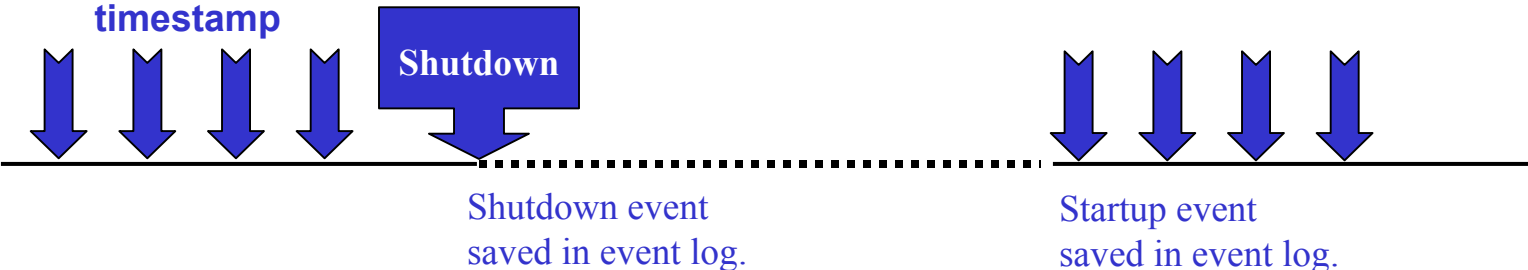 timestamp
Shutdown
Shutdown event
saved in event log.
Startup event
saved in event log.